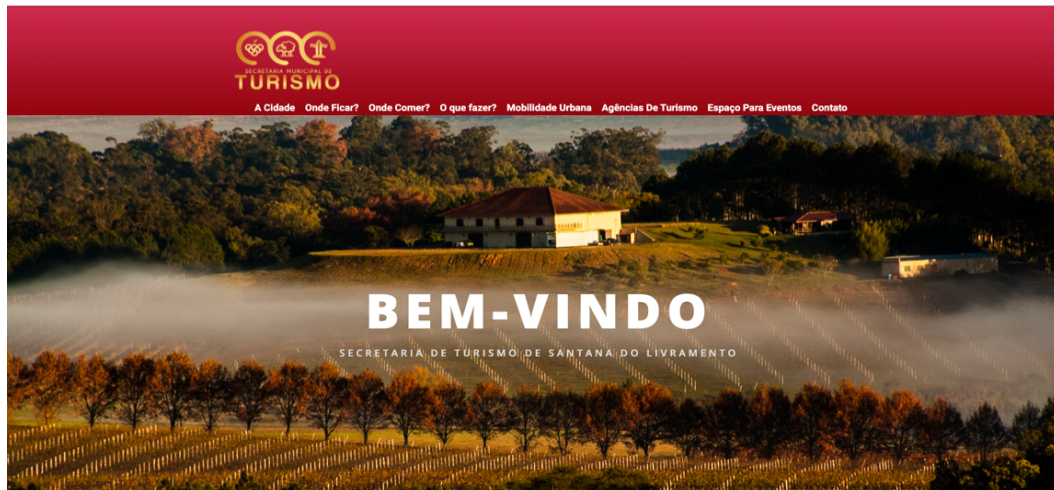 SECRETARIA MUNICIPAL DE
TURISMO
A Cidade Onde Ficar? Onde Comer? O que fazer? Mobilidade Urbana Agências De Turismo Espaço Para Eventos Contato
BEM-VINDO
SECRETARIA DE TURISMO DE SANTANA DO LIVRAMENTO